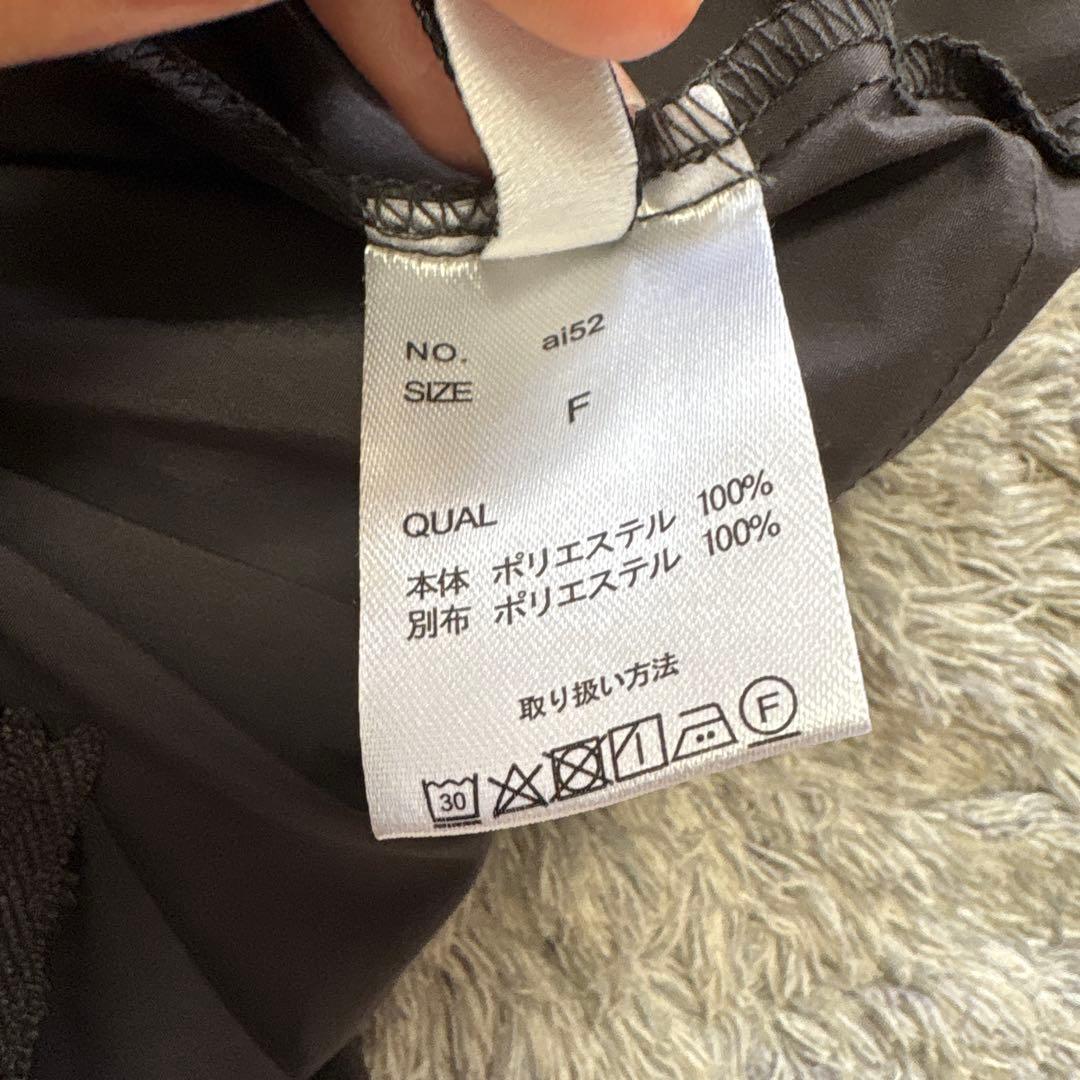 NO. ai52
SIZE F
QUAL
本体 ポリエステル 100%
別布 ポリエステル 100%
取り扱い方法
30 F